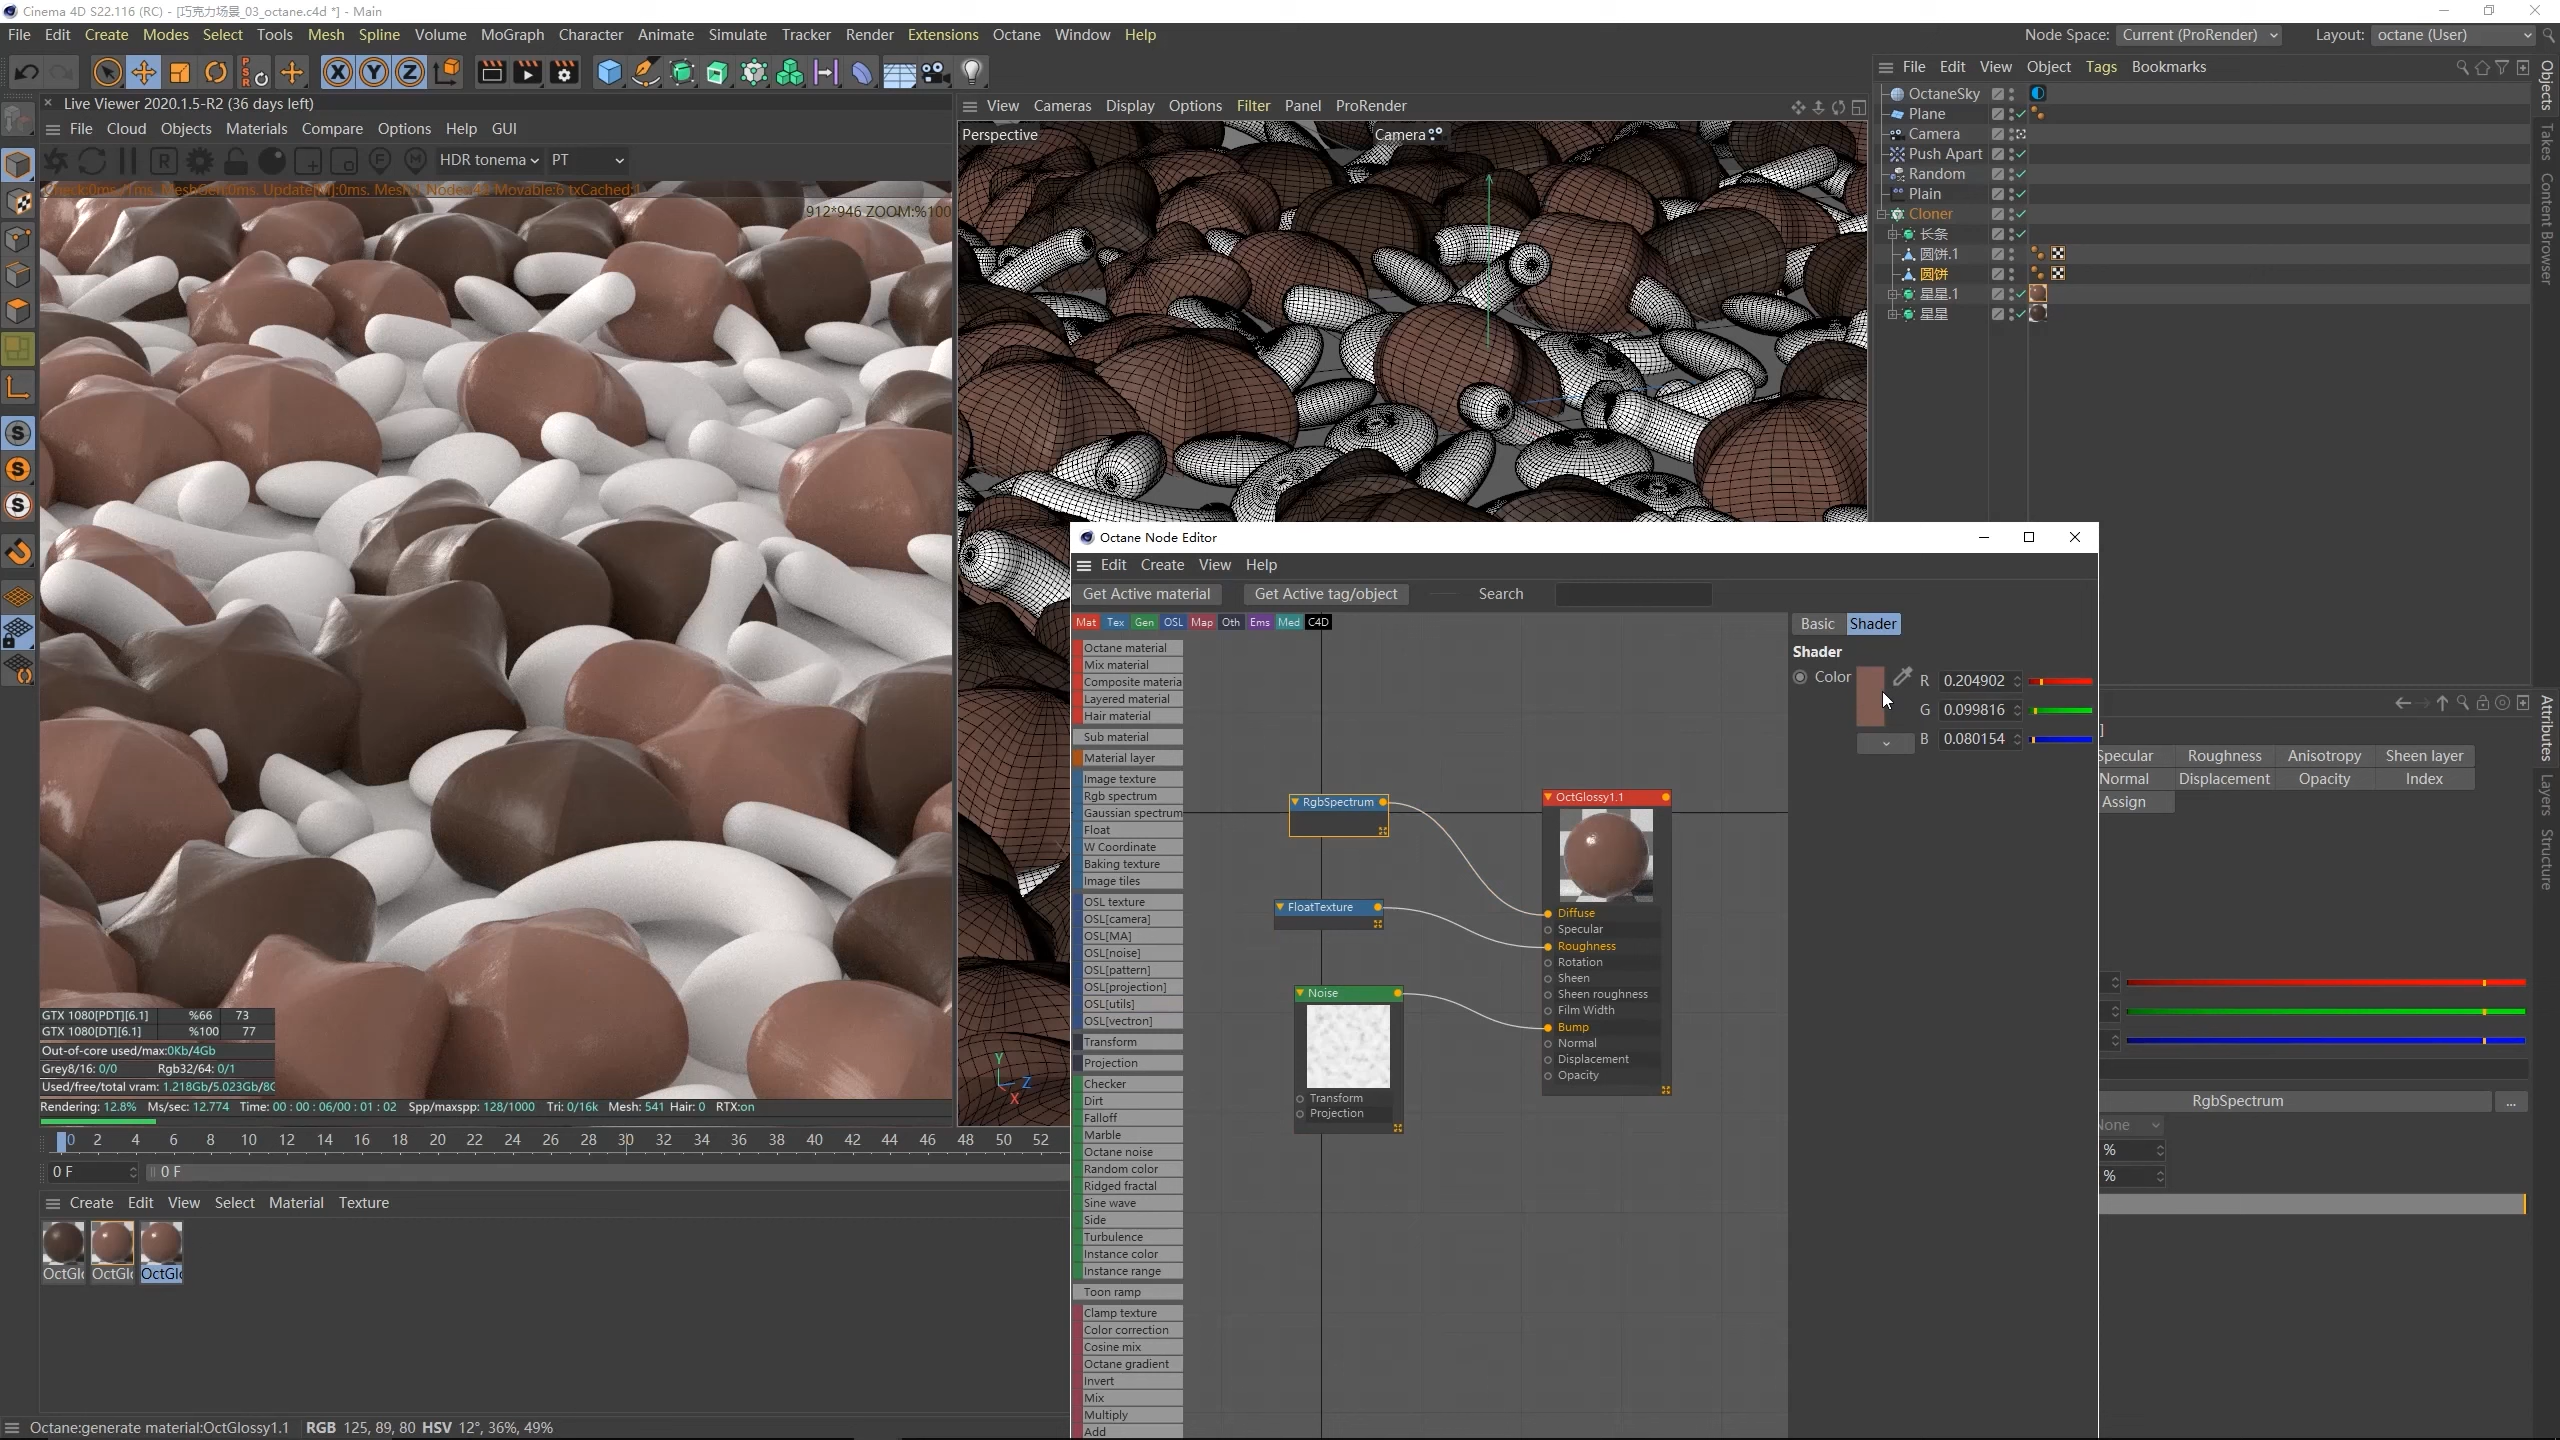 Cinema 4D S22.116 (RC) - [巧克力场景_03_octane.c4d *] - Main
File Edit Create Modes Select Tools Mesh Spline Volume MoGraph Character Animate Simulate Tracker Render Extensions Octane Window Help
Node Space: Current (ProRender) Layout: octane (User)
Live Viewer 2020.1.5-R2 (36 days left)
File Cloud Objects Materials Compare Options Help GUI
HDR tonema PT
912*946 ZOOM:%100
View Cameras Display Options Filter Panel ProRender
Perspective
Camera
File Edit View Object Tags Bookmarks
OctaneSky
Plane
Camera
Push Apart
Random
Plain
Cloner
长条
圆饼.1
圆饼
星星.1
星星
Objects
Takes
Content Browser
Octane Node Editor
Edit Create View Help
Get Active material Get Active tag/object Search
Mat Tex Gen OSL Map Oth Ems Med C4D
Octane material
Mix material
Composite materia
Layered material
Hair material
Sub material
Material layer
Image texture
Rgb spectrum
Gaussian spectrum
Float
W Coordinate
Baking texture
Image tiles
OSL texture
OSL[camera]
OSL[MA]
OSL[noise]
OSL[pattern]
OSL[projection]
OSL[utils]
OSL[vectron]
Transform
Projection
Checker
Dirt
Falloff
Marble
Octane noise
Random color
Ridged fractal
Sine wave
Side
Turbulence
Instance color
Instance range
Toon ramp
Clamp texture
Color correction
Cosine mix
Octane gradient
Invert
Mix
Multiply
Add
RgbSpectrum
FloatTexture
Noise
Transform
Projection
OctGlossy1.1
Diffuse
Specular
Roughness
Rotation
Sheen
Sheen roughness
Film Width
Bump
Normal
Displacement
Opacity
Basic Shader
Shader
Color R 0.204902
G 0.099816
B 0.080154
Specular Roughness Anisotropy Sheen layer
Normal Displacement Opacity Index
Assign
RgbSpectrum ...
None
%
%
Attributes
Layers
Structure
GTX 1080[PDT][6.1] %66 73
GTX 1080[DT][6.1] %100 77
Out-of-core used/max:0Kb/4Gb
Grey8/16: 0/0 Rgb32/64: 0/1
Used/free/total vram: 1.218Gb/5.023Gb/8G
Rendering: 12.8% Ms/sec: 12.774 Time: 00 : 00 : 06/00 : 01 : 02 Spp/maxspp: 128/1000 Tri: 0/16k Mesh: 541 Hair: 0 RTX:on
0 2 4 6 8 10 12 14 16 18 20 22 24 26 28 30 32 34 36 38 40 42 44 46 48 50 52
0 F 0 F
Create Edit View Select Material Texture
OctGl OctGl OctGl
Y
Z
X
Octane:generate material:OctGlossy1.1 RGB 125, 89, 80 HSV 12°, 36%, 49%